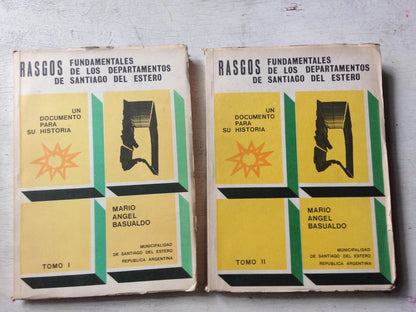 RASGOS FUNDAMENTALES
DE LOS DEPARTAMENTOS
DE SANTIAGO DEL ESTERO
UN
DOCUMENTO
PARA
SU HISTORIA
MARIO
ANGEL
BASUALDO
MUNICIPALIDAD
DE SANTIAGO DEL ESTERO
REPUBLICA ARGENTINA
TOMO I
RASGOS FUNDAMENTALES
DE LOS DEPARTAMENTOS
DE SANTIAGO DEL ESTERO
UN
DOCUMENTO
PARA
SU HISTORIA
MARIO
ANGEL
BASUALDO
MUNICIPALIDAD
DE SANTIAGO DEL ESTERO
REPUBLICA ARGENTINA
TOMO II